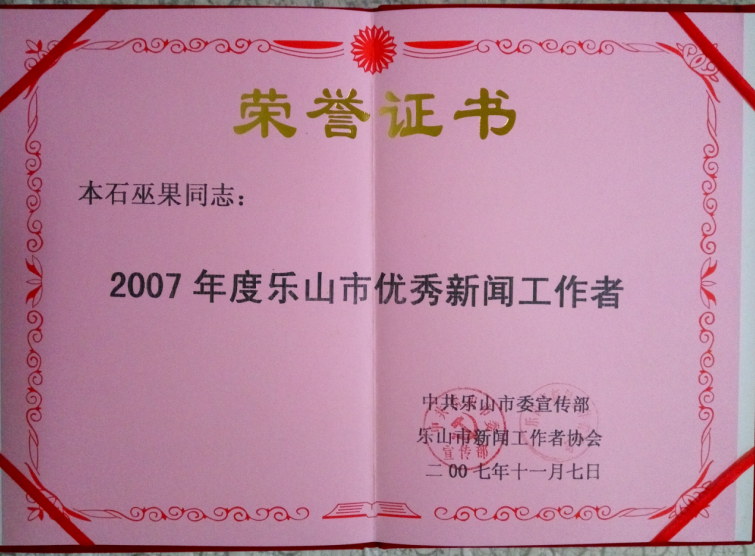 荣誉证书
本石巫果同志：
2007年度乐山市优秀新闻工作者
中共乐山市委宣传部
乐山市新闻工作者协会
二00七年十一月七日